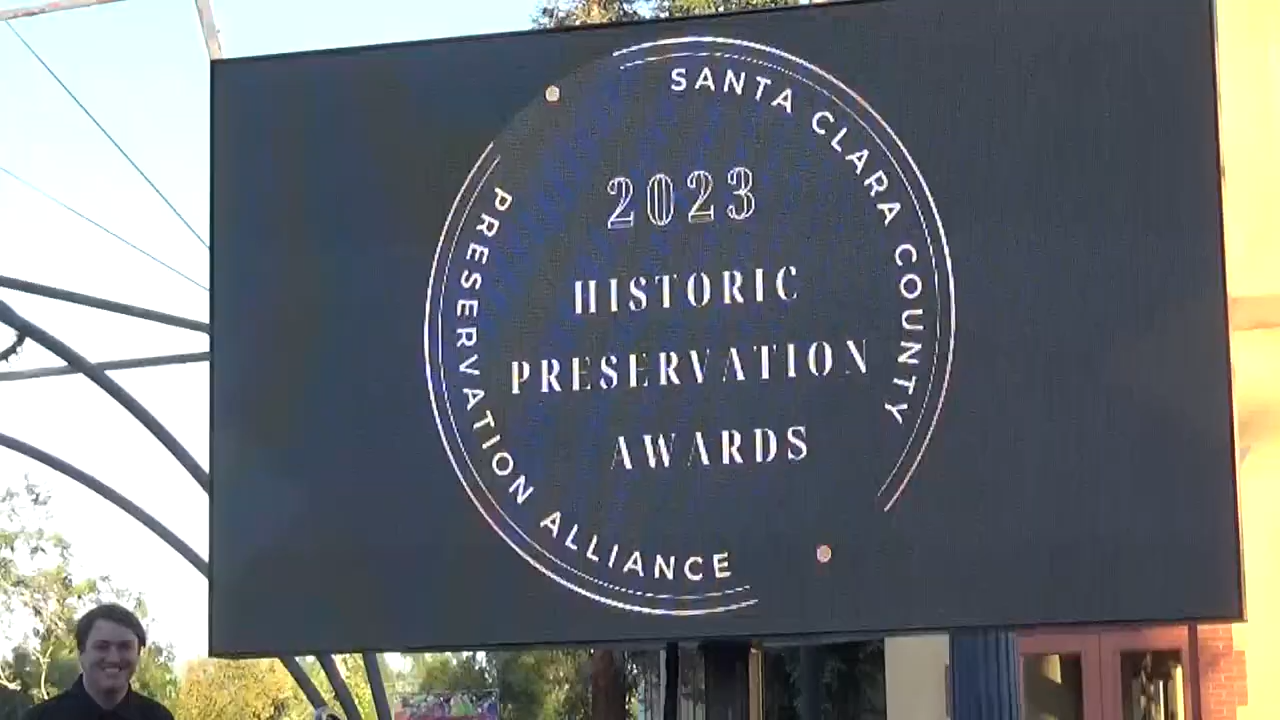 SANTA CLARA COUNTY
2023
HISTORIC
PRESERVATION
AWARDS
PRESERVATION ALLIANCE